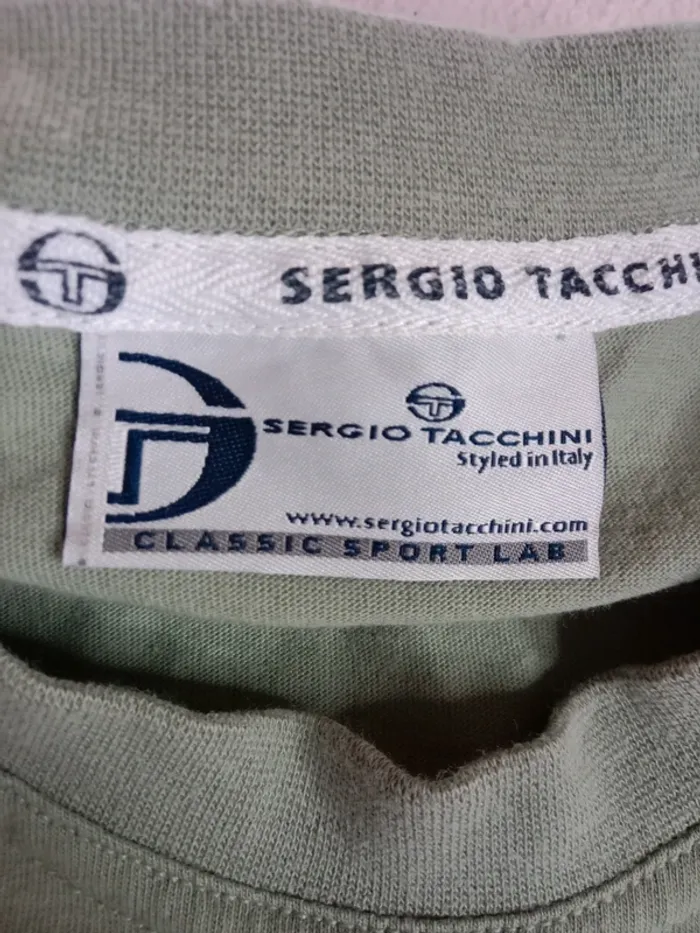 SERGIO TACCHI
SERGIO TACCHINI
Styled in Italy
www.sergiotacchini.com
CLASSIC SPORT LAB